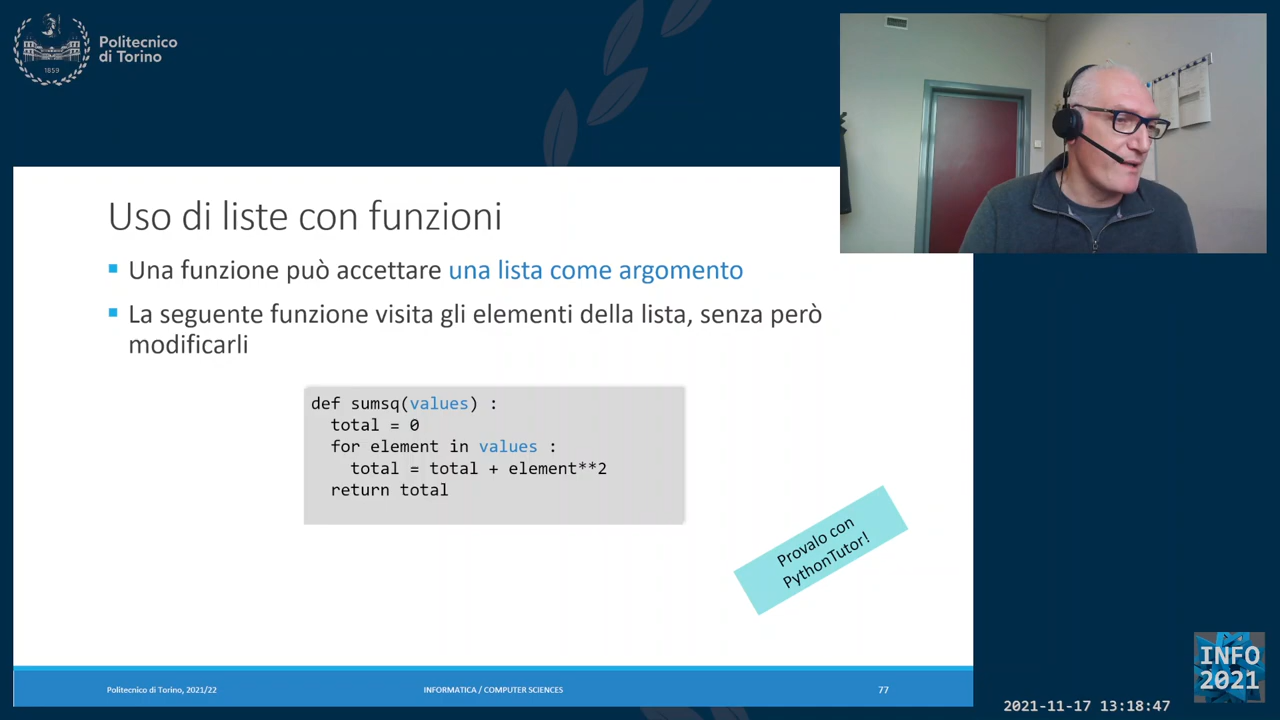 Politecnico
di Torino
1859
Uso di liste con funzioni
Una funzione può accettare una lista come argomento
La seguente funzione visita gli elementi della lista, senza però
modificarli
def sumsq(values) :
  total = 0
  for element in values :
    total = total + element**2
  return total
Provalo con
PythonTutor!
Politecnico di Torino, 2021/22
INFORMATICA / COMPUTER SCIENCES
77
INFO
2021
2021-11-17 13:18:47